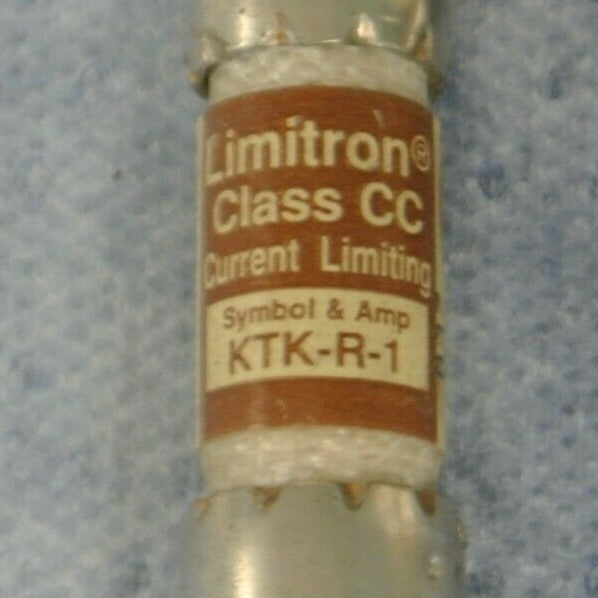 Limitron®
Class CC
Current Limiting
Symbol & Amp
KTK-R-1